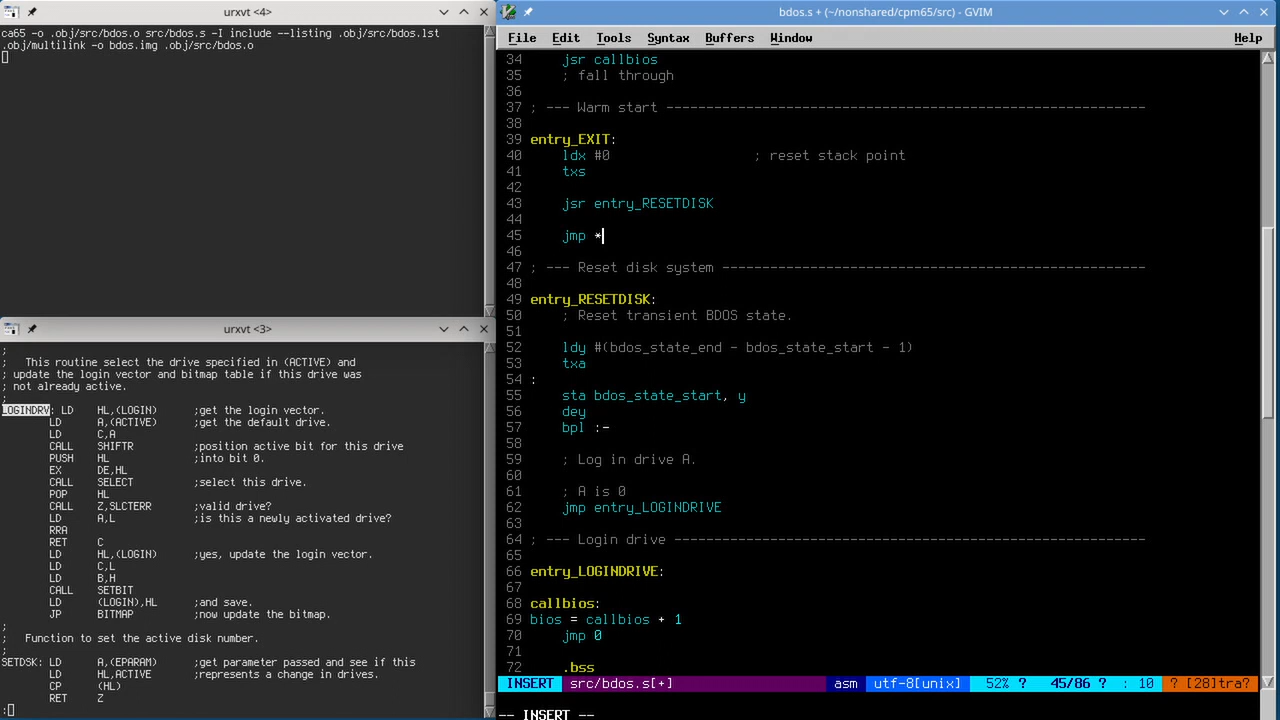 urxvt <4>
ca65 -o .obj/src/bdos.o src/bdos.s -I include --listing .obj/src/bdos.lst
.obj/multilink -o bdos.img .obj/src/bdos.o
urxvt <3>
;
;   This routine select the drive specified in (ACTIVE) and
; update the login vector and bitmap table if this drive was
; not already active.
;
LOGINDRV: LD    HL,(LOGIN)      ;get the login vector.
LD      A,(ACTIVE)      ;get the default drive.
LD      C,A
CALL    SHIFTR          ;position active bit for this drive
PUSH    HL              ;into bit 0.
EX      DE,HL
CALL    SELECT          ;select this drive.
POP     HL
CALL    Z,SLCTERR       ;valid drive?
LD      A,L             ;is this a newly activated drive?
RRA
RET     C
LD      HL,(LOGIN)      ;yes, update the login vector.
LD      C,L
LD      B,H
CALL    SETBIT
LD      (LOGIN),HL      ;and save.
JP      BITMAP          ;now update the bitmap.
;
;   Function to set the active disk number.
;
SETDSK: LD      A,(EPARAM)      ;get parameter passed and see if this
LD      HL,ACTIVE       ;represents a change in drives.
CP      (HL)
RET     Z
:
bdos.s + (~/nonshared/cpm65/src) - GVIM
File Edit Tools Syntax Buffers Window Help
34     jsr callbios
35     ; fall through
36
37 ; --- Warm start ------------------------------------------------------------
38
39 entry_EXIT:
40     ldx #0                  ; reset stack point
41     txs
42
43     jsr entry_RESETDISK
44
45     jmp *
46
47 ; --- Reset disk system -----------------------------------------------------
48
49 entry_RESETDISK:
50     ; Reset transient BDOS state.
51
52     ldy #(bdos_state_end - bdos_state_start - 1)
53     txa
54 :
55     sta bdos_state_start, y
56     dey
57     bpl :-
58
59     ; Log in drive A.
60
61     ; A is 0
62     jmp entry_LOGINDRIVE
63
64 ; --- Login drive -----------------------------------------------------------
65
66 entry_LOGINDRIVE:
67
68 callbios:
69 bios = callbios + 1
70     jmp 0
71
72     .bss
INSERT src/bdos.s[+] asm utf-8[unix] 52% ? 45/86 ? : 10 ? [28]tra?
-- INSERT --